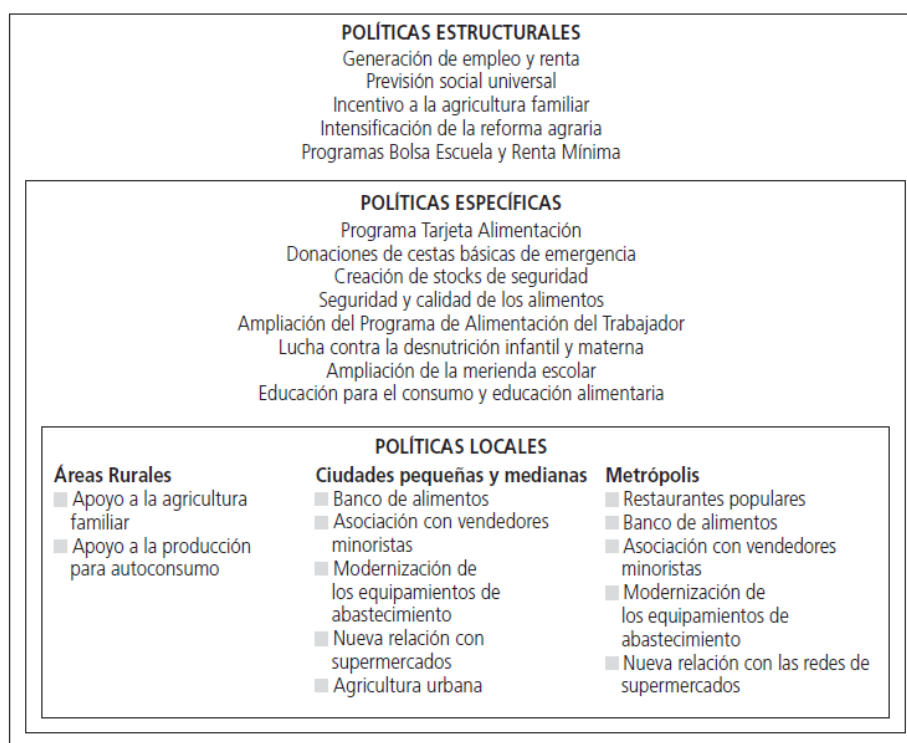 POLÍTICAS ESTRUCTURALES
Generación de empleo y renta
Previsión social universal
Incentivo a la agricultura familiar
Intensificación de la reforma agraria
Programas Bolsa Escuela y Renta Mínima
POLÍTICAS ESPECÍFICAS
Programa Tarjeta Alimentación
Donaciones de cestas básicas de emergencia
Creación de stocks de seguridad
Seguridad y calidad de los alimentos
Ampliación del Programa de Alimentación del Trabajador
Lucha contra la desnutrición infantil y materna
Ampliación de la merienda escolar
Educación para el consumo y educación alimentaria
POLÍTICAS LOCALES
Áreas Rurales
Apoyo a la agricultura
familiar
Apoyo a la producción
para autoconsumo
Ciudades pequeñas y medianas
Banco de alimentos
Asociación con vendedores
minoristas
Modernización de
los equipamientos de
abastecimiento
Nueva relación con
supermercados
Agricultura urbana
Metrópolis
Restaurantes populares
Banco de alimentos
Asociación con vendedores
minoristas
Modernización de
los equipamientos de
abastecimiento
Nueva relación con las redes de
supermercados